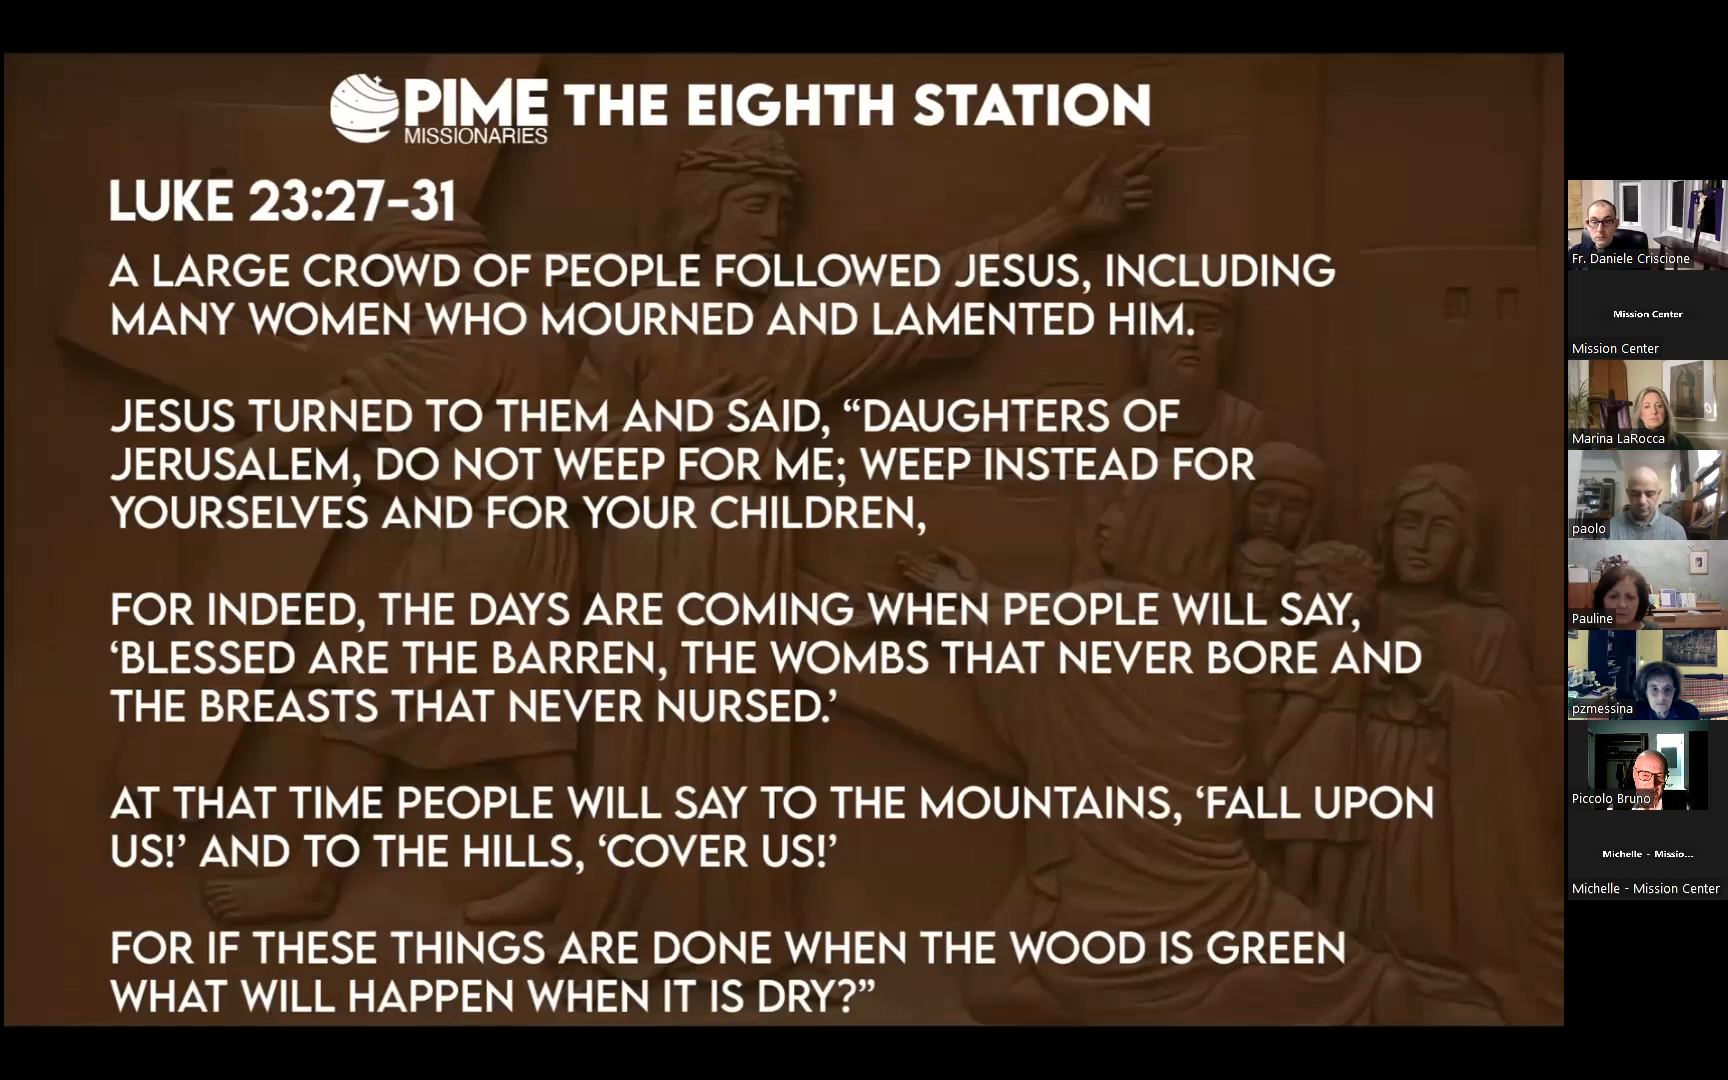 PIME THE EIGHTH STATION
MISSIONARIES
LUKE 23:27-31
A LARGE CROWD OF PEOPLE FOLLOWED JESUS, INCLUDING
MANY WOMEN WHO MOURNED AND LAMENTED HIM.
JESUS TURNED TO THEM AND SAID, “DAUGHTERS OF
JERUSALEM, DO NOT WEEP FOR ME; WEEP INSTEAD FOR
YOURSELVES AND FOR YOUR CHILDREN,
FOR INDEED, THE DAYS ARE COMING WHEN PEOPLE WILL SAY,
‘BLESSED ARE THE BARREN, THE WOMBS THAT NEVER BORE AND
THE BREASTS THAT NEVER NURSED.’
AT THAT TIME PEOPLE WILL SAY TO THE MOUNTAINS, ‘FALL UPON
US!’ AND TO THE HILLS, ‘COVER US!’
FOR IF THESE THINGS ARE DONE WHEN THE WOOD IS GREEN
WHAT WILL HAPPEN WHEN IT IS DRY?”
Fr. Daniele Criscione
Mission Center
Mission Center
Marina LaRocca
paolo
Pauline
pzmessina
Piccolo Bruno
Michelle - Missio...
Michelle - Mission Center